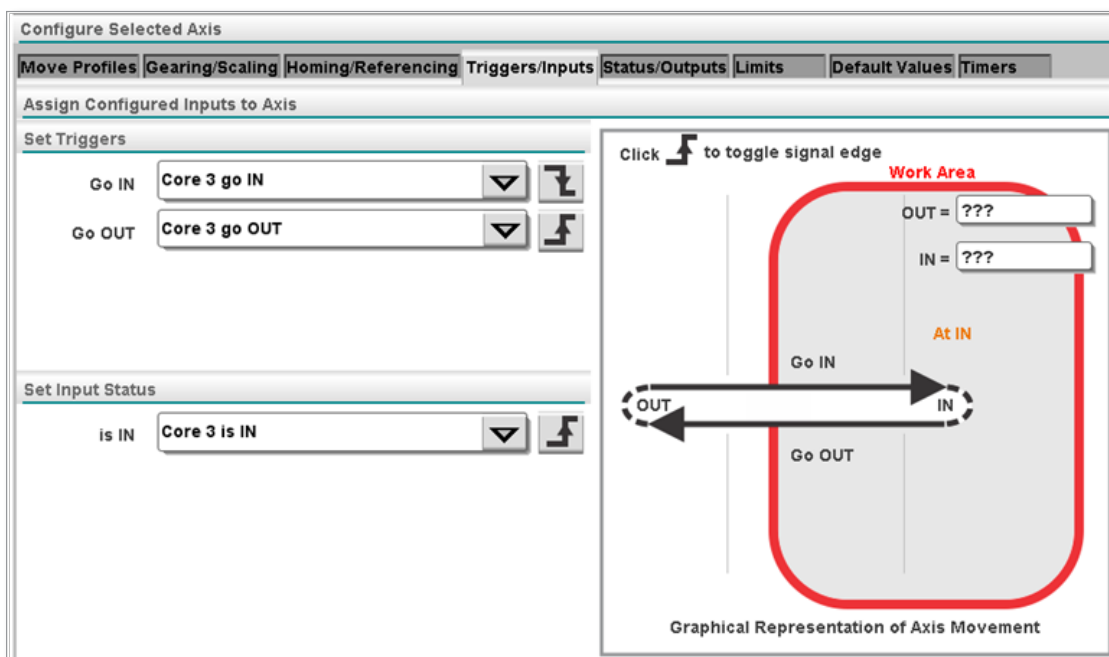 Configure Selected Axis
Move Profiles Gearing/Scaling Homing/Referencing Triggers/Inputs Status/Outputs Limits Default Values Timers
Assign Configured Inputs to Axis
Set Triggers
Go IN Core 3 go IN
Go OUT Core 3 go OUT
Set Input Status
is IN Core 3 is IN
Click to toggle signal edge
Work Area
OUT = ???
IN = ???
At IN
Go IN
OUT IN
Go OUT
Graphical Representation of Axis Movement